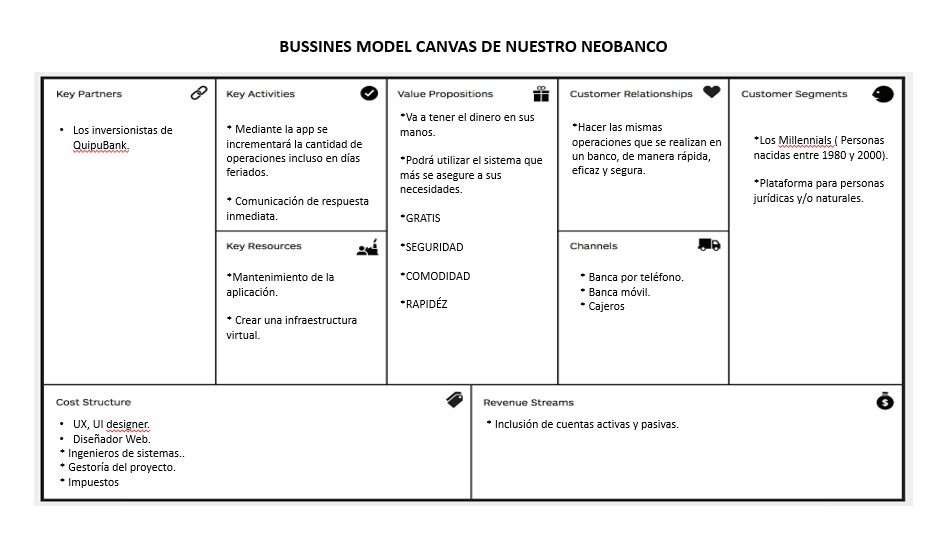 BUSSINES MODEL CANVAS DE NUESTRO NEOBANCO
Key Partners
• Los inversionistas de
QuipuBank.
Key Activities
* Mediante la app se
incrementará la cantidad de
operaciones incluso en días
feriados.
* Comunicación de respuesta
inmediata.
Key Resources
*Mantenimiento de la
aplicación.
* Crear una infraestructura
virtual.
Value Propositions
*Va a tener el dinero en sus
manos.
*Podrá utilizar el sistema que
más se asegure a sus
necesidades.
*GRATIS
*SEGURIDAD
*COMODIDAD
*RAPIDÉZ
Customer Relationships
*Hacer las mismas
operaciones que se realizan en
un banco, de manera rápida,
eficaz y segura.
Channels
* Banca por teléfono.
* Banca móvil.
* Cajeros
Customer Segments
*Los Millennials ( Personas
nacidas entre 1980 y 2000).
*Plataforma para personas
jurídicas y/o naturales.
Cost Structure
• UX, UI designer.
• Diseñador Web.
* Ingenieros de sistemas..
* Gestoría del proyecto.
* Impuestos
Revenue Streams
* Inclusión de cuentas activas y pasivas.